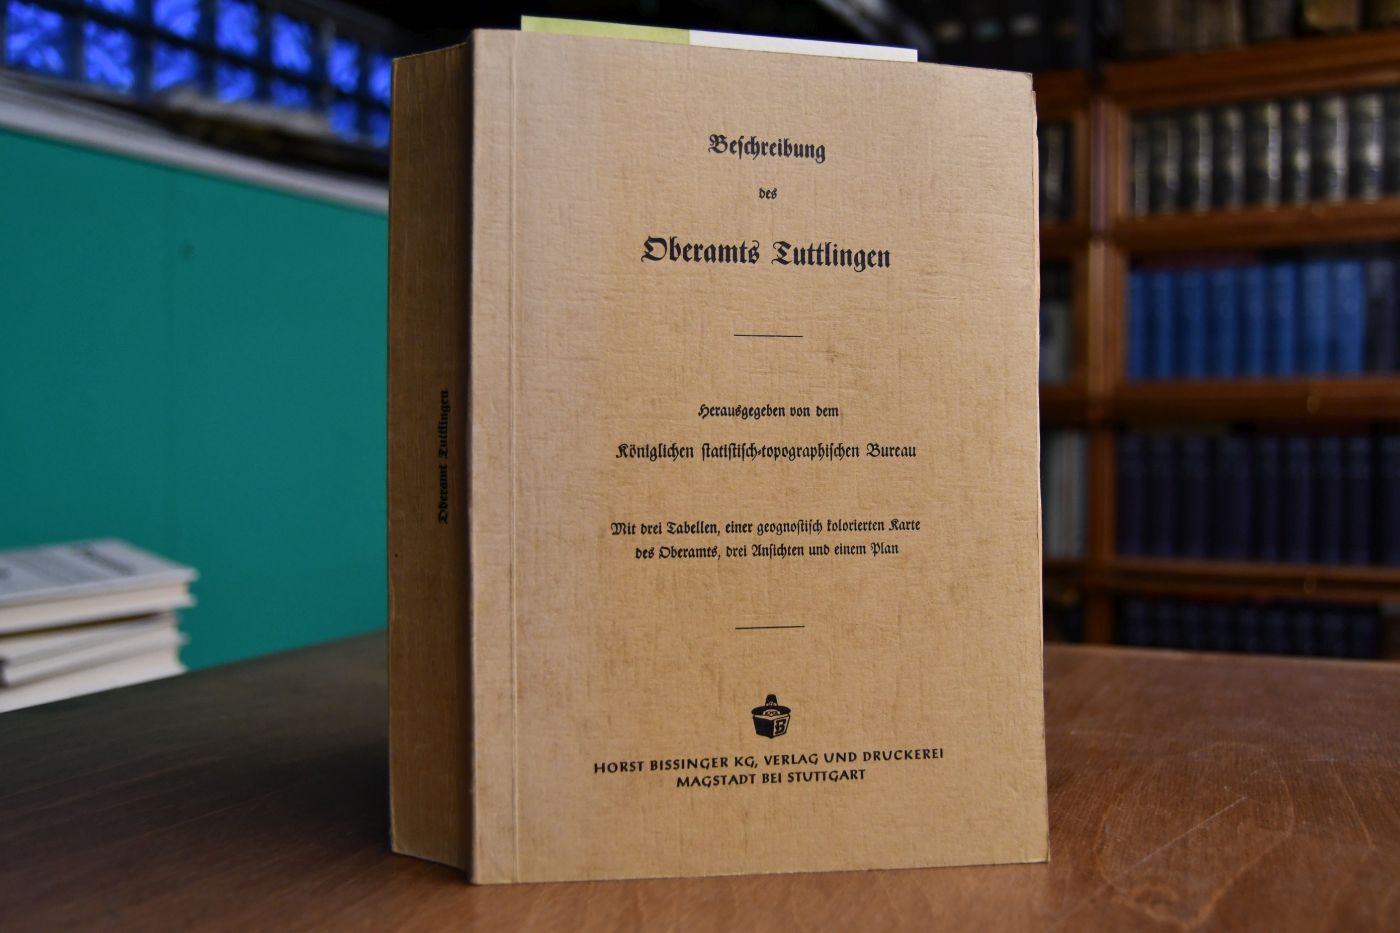 Beschreibung
des
Oberamts Tuttlingen
Herausgegeben von dem
Königlichen statistisch-topographischen Bureau
Mit drei Tabellen, einer geognostisch kolorierten Karte
des Oberamts, drei Ansichten und einem Plan
B
HORST BISSINGER KG, VERLAG UND DRUCKEREI
MAGSTADT BEI STUTTGART
Oberamt Tuttlingen